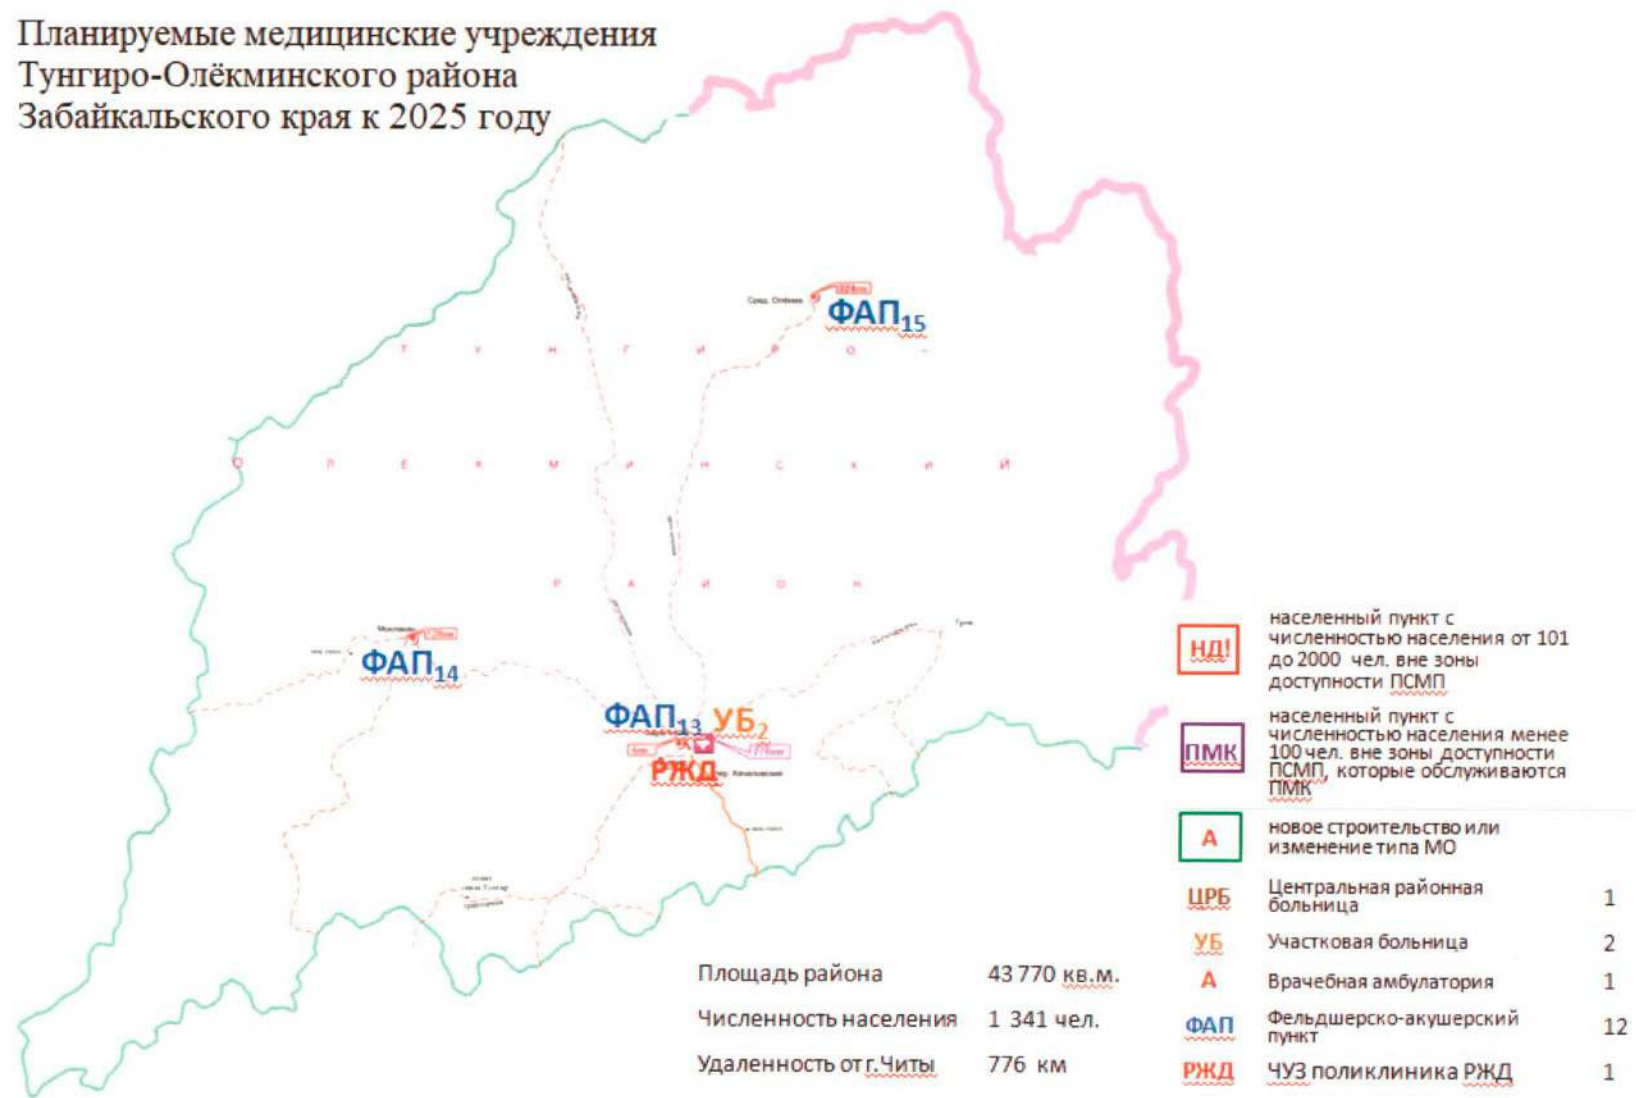 Планируемые медицинские учреждения
Тунгиро-Олёкминского района
Забайкальского края к 2025 году
Сред. Олёкма
ФАП15
Т У Н Г И Р О -
О Л Ё К М И Н С К И Й
Р А Й О Н
ФАП14
ФАП13 УБ2
РЖД
НД!
населенный пункт с
численностью населения от 101
до 2000 чел. вне зоны
доступности ПСМП
ПМК
населенный пункт с
численностью населения менее
100 чел. вне зоны доступности
ПСМП, которые обслуживаются
ПМК
А
новое строительство или
изменение типа МО
ЦРБ Центральная районная
больница 1
УБ Участковая больница 2
А Врачебная амбулатория 1
ФАП Фельдшерско-акушерский
пункт 12
РЖД ЧУЗ поликлиника РЖД 1
Площадь района 43 770 кв.м.
Численность населения 1 341 чел.
Удаленность от г.Читы 776 км